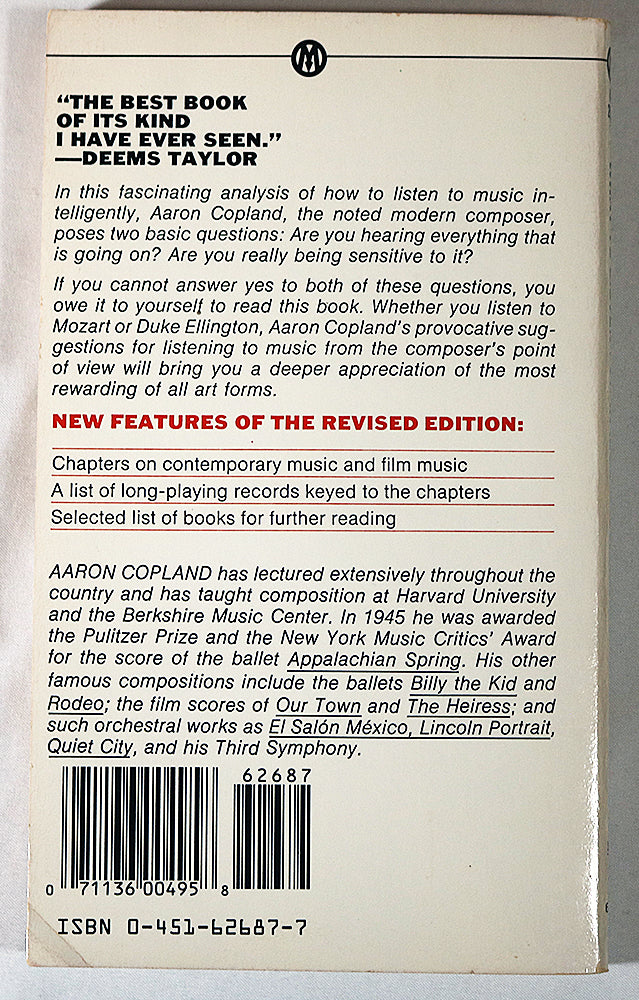 M
“THE BEST BOOK
OF ITS KIND
I HAVE EVER SEEN.”
—DEEMS TAYLOR
In this fascinating analysis of how to listen to music in-
telligently, Aaron Copland, the noted modern composer,
poses two basic questions: Are you hearing everything that
is going on? Are you really being sensitive to it?
If you cannot answer yes to both of these questions, you
owe it to yourself to read this book. Whether you listen to
Mozart or Duke Ellington, Aaron Copland's provocative sug-
gestions for listening to music from the composer's point
of view will bring you a deeper appreciation of the most
rewarding of all art forms.
NEW FEATURES OF THE REVISED EDITION:
Chapters on contemporary music and film music
A list of long-playing records keyed to the chapters
Selected list of books for further reading
AARON COPLAND has lectured extensively throughout the
country and has taught composition at Harvard University
and the Berkshire Music Center. In 1945 he was awarded
the Pulitzer Prize and the New York Music Critics' Award
for the score of the ballet Appalachian Spring. His other
famous compositions include the ballets Billy the Kid and
Rodeo; the film scores of Our Town and The Heiress; and
such orchestral works as El Salón México, Lincoln Portrait,
Quiet City, and his Third Symphony.
62687
0 71136 00495 8
ISBN 0-451-62687-7